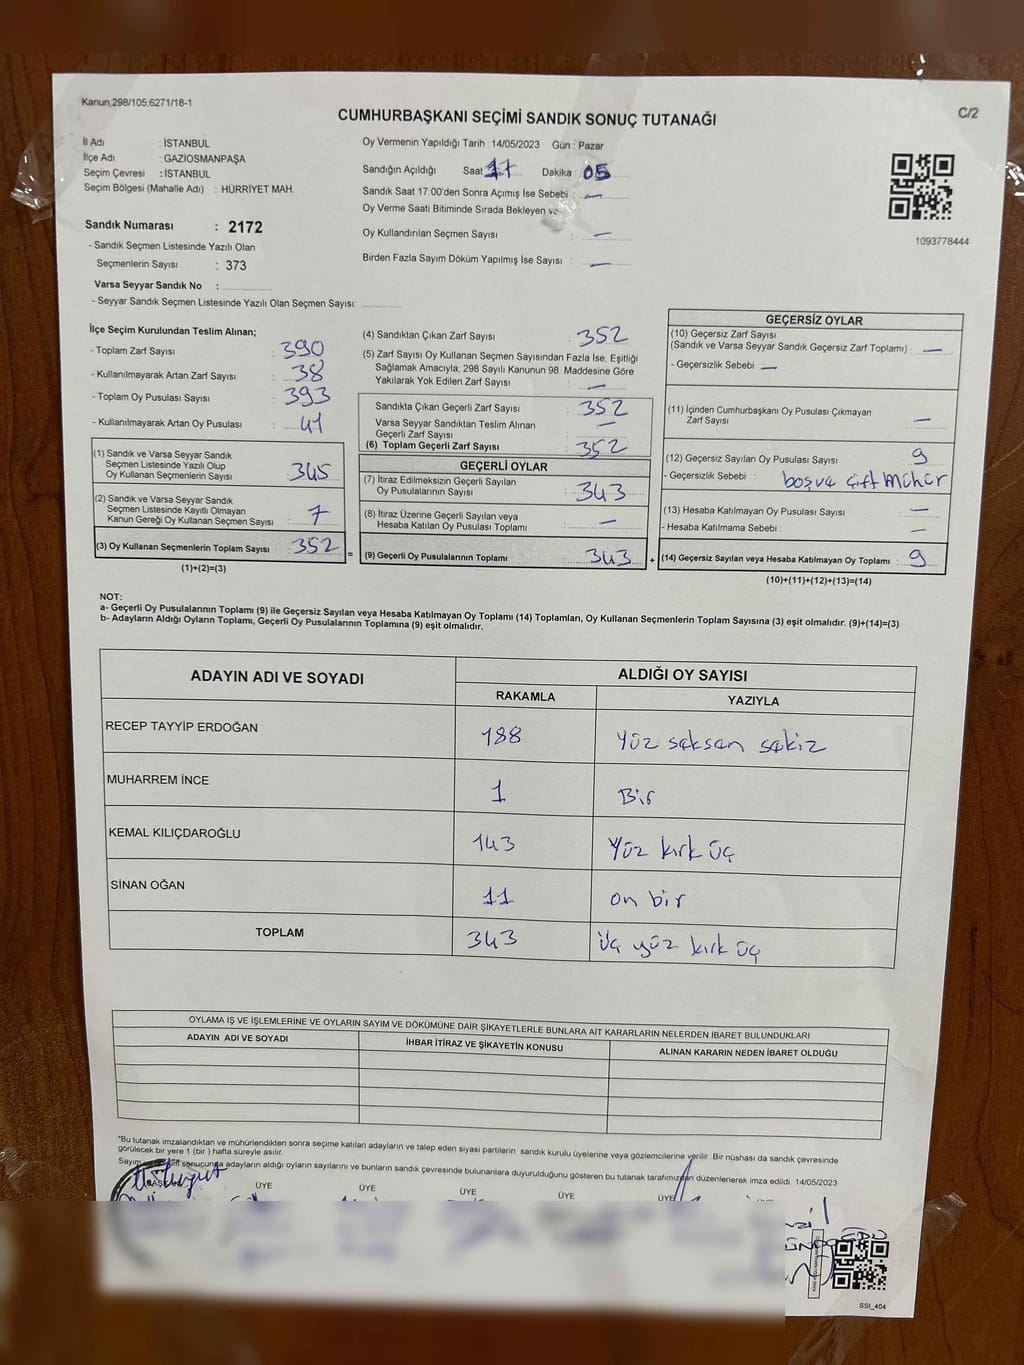 Kanun;298/105,6271/18-1
C/2
CUMHURBAŞKANI SEÇİMİ SANDIK SONUÇ TUTANAĞI
İl Adı : İSTANBUL
İlçe Adı : GAZİOSMANPAŞA
Seçim Çevresi : İSTANBUL
Seçim Bölgesi (Mahalle Adı) : HÜRRİYET MAH.
Sandık Numarası : 2172
- Sandık Seçmen Listesinde Yazılı Olan
Seçmenlerin Sayısı : 373
Varsa Seyyar Sandık No :
- Seyyar Sandık Seçmen Listesinde Yazılı Olan Seçmen Sayısı:
Oy Vermenin Yapıldığı Tarih : 14/05/2023 Gün : Pazar
Sandığın Açıldığı Saat 17 Dakika : 05
Sandık Saat 17:00'den Sonra Açımış İse Sebebi : —
Oy Verme Saati Bitiminde Sırada Bekleyen ve
Oy Kullandırılan Seçmen Sayısı : —
Birden Fazla Sayım Döküm Yapılmış İse Sayısı : —
1093778444
İlçe Seçim Kurulundan Teslim Alınan;
- Toplam Zarf Sayısı : 390
- Kullanılmayarak Artan Zarf Sayısı : 38
- Toplam Oy Pusulası Sayısı : 393
- Kullanılmayarak Artan Oy Pusulası : 41
(1) Sandık ve Varsa Seyyar Sandık
Seçmen Listesinde Yazılı Olup
Oy Kullanan Seçmenlerin Sayısı : 345
(2) Sandık ve Varsa Seyyar Sandık
Seçmen Listesinde Kayıtlı Olmayan
Kanun Gereği Oy Kullanan Seçmen Sayısı : 7
(3) Oy Kullanan Seçmenlerin Toplam Sayısı : 352 =
(1)+(2)=(3)
(4) Sandıktan Çıkan Zarf Sayısı : 352
(5) Zarf Sayısı Oy Kullanan Seçmen Sayısından Fazla İse, Eşitliği
Sağlamak Amacıyla; 298 Sayılı Kanunun 98. Maddesine Göre
Yakılarak Yok Edilen Zarf Sayısı : —
Sandıkta Çıkan Geçerli Zarf Sayısı : 352
Varsa Seyyar Sandıktan Teslim Alınan
Geçerli Zarf Sayısı : —
(6) Toplam Geçerli Zarf Sayısı : 352
GEÇERLİ OYLAR
(7) İtiraz Edilmeksizin Geçerli Sayılan
Oy Pusulalarının Sayısı : 343
(8) İtiraz Üzerine Geçerli Sayılan veya
Hesaba Katılan Oy Pusulası Toplamı : —
(9) Geçerli Oy Pusulalarının Toplamı : 343 +
GEÇERSİZ OYLAR
(10) Geçersiz Zarf Sayısı
(Sandık ve Varsa Seyyar Sandık Geçersiz Zarf Toplamı) : —
- Geçersizlik Sebebi : —
(11) İçinden Cumhurbaşkanı Oy Pusulası Çıkmayan
Zarf Sayısı : —
(12) Geçersiz Sayılan Oy Pusulası Sayısı : 9
- Geçersizlik Sebebi : boş ve çift Mühür
(13) Hesaba Katılmayan Oy Pusulası Sayısı : —
- Hesaba Katılmama Sebebi : —
(14) Geçersiz Sayılan veya Hesaba Katılmayan Oy Toplamı : 9
(10)+(11)+(12)+(13)=(14)
NOT:
a- Geçerli Oy Pusulalarının Toplamı (9) ile Geçersiz Sayılan veya Hesaba Katılmayan Oy Toplamı (14) Toplamları, Oy Kullanan Seçmenlerin Toplam Sayısına (3) eşit olmalıdır. (9)+(14)=(3)
b- Adayların Aldığı Oyların Toplamı, Geçerli Oy Pusulalarının Toplamına (9) eşit olmalıdır.
ADAYIN ADI VE SOYADI ALDIĞI OY SAYISI
RAKAMLA YAZIYLA
RECEP TAYYİP ERDOĞAN 188 Yüz seksen sekiz
MUHARREM İNCE 1 Bir
KEMAL KILIÇDAROĞLU 143 Yüz kırk üç
SİNAN OĞAN 11 on bir
TOPLAM 343 üç yüz kırk üç
OYLAMA İŞ VE İŞLEMLERİNE VE OYLARIN SAYIM VE DÖKÜMÜNE DAİR ŞİKAYETLERLE BUNLARA AİT KARARLARIN NELERDEN İBARET BULUNDUKLARI
ADAYIN ADI VE SOYADI İHBAR İTİRAZ VE ŞİKAYETİN KONUSU ALINAN KARARIN NEDEN İBARET OLDUĞU
*Bu tutanak imzalandıktan ve mühürlendikten sonra seçime katılan adayların ve talep eden siyasi partilerin sandık kurulu üyelerine veya gözlemcilerine verilir. Bir nüshası da sandık çevresinde
görülecek bir yere 1 (bir ) hafta süreyle asılır.
Sayım sonucunda adayların aldığı oyların sayılarını ve bunların sandık çevresinde bulunanlara duyurulduğunu gösteren bu tutanak tarafımızdan düzenlenerek imza edildi. 14/05/2023
ÜYE ÜYE ÜYE ÜYE ÜYE
SSI_404